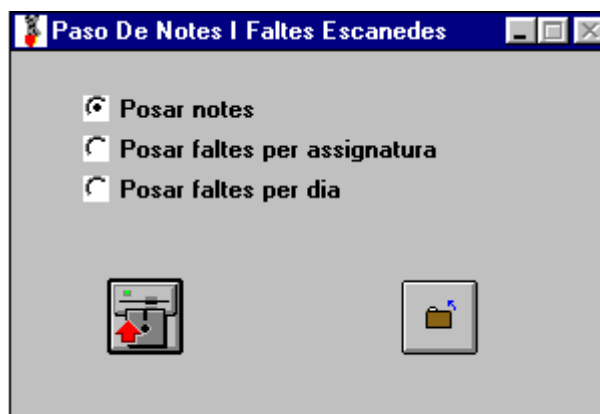 Paso De Notes I Faltes Escanedes
Posar notes
Posar faltes per assignatura
Posar faltes per dia